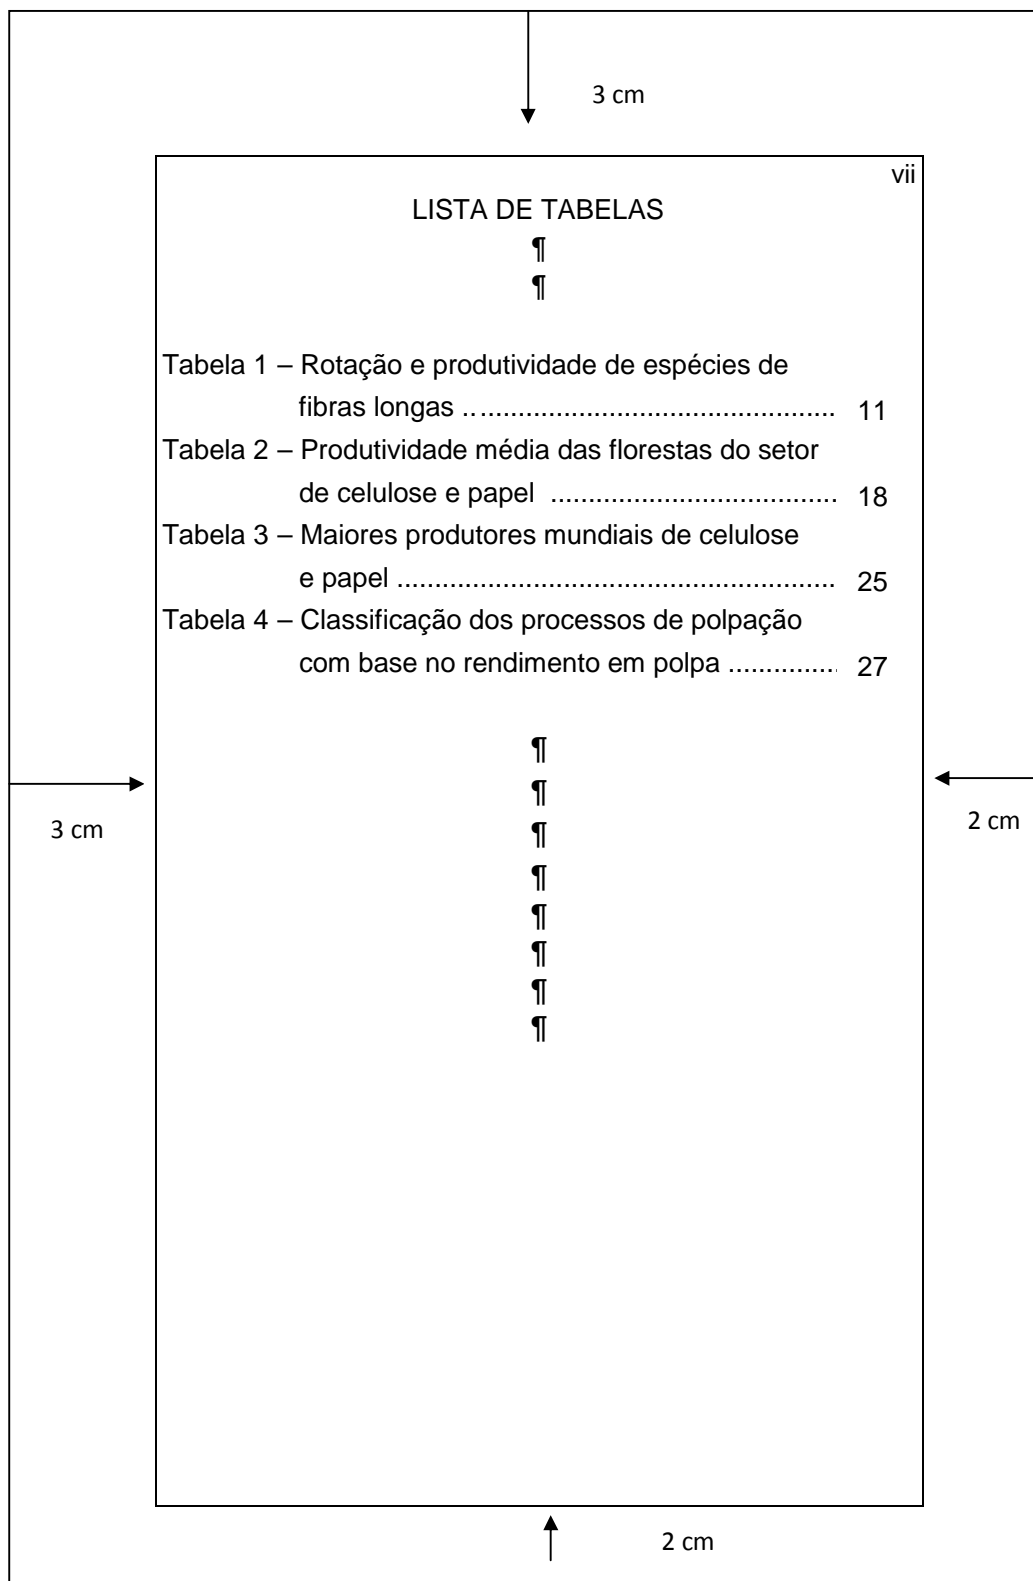 3 cm
vii
LISTA DE TABELAS
¶
¶
Tabela 1 – Rotação e produtividade de espécies de
fibras longas ................................................ 11
Tabela 2 – Produtividade média das florestas do setor
de celulose e papel ..................................... 18
Tabela 3 – Maiores produtores mundiais de celulose
e papel ........................................................ 25
Tabela 4 – Classificação dos processos de polpação
com base no rendimento em polpa ............... 27
¶
¶
3 cm
2 cm
¶
¶
¶
¶
¶
¶
2 cm